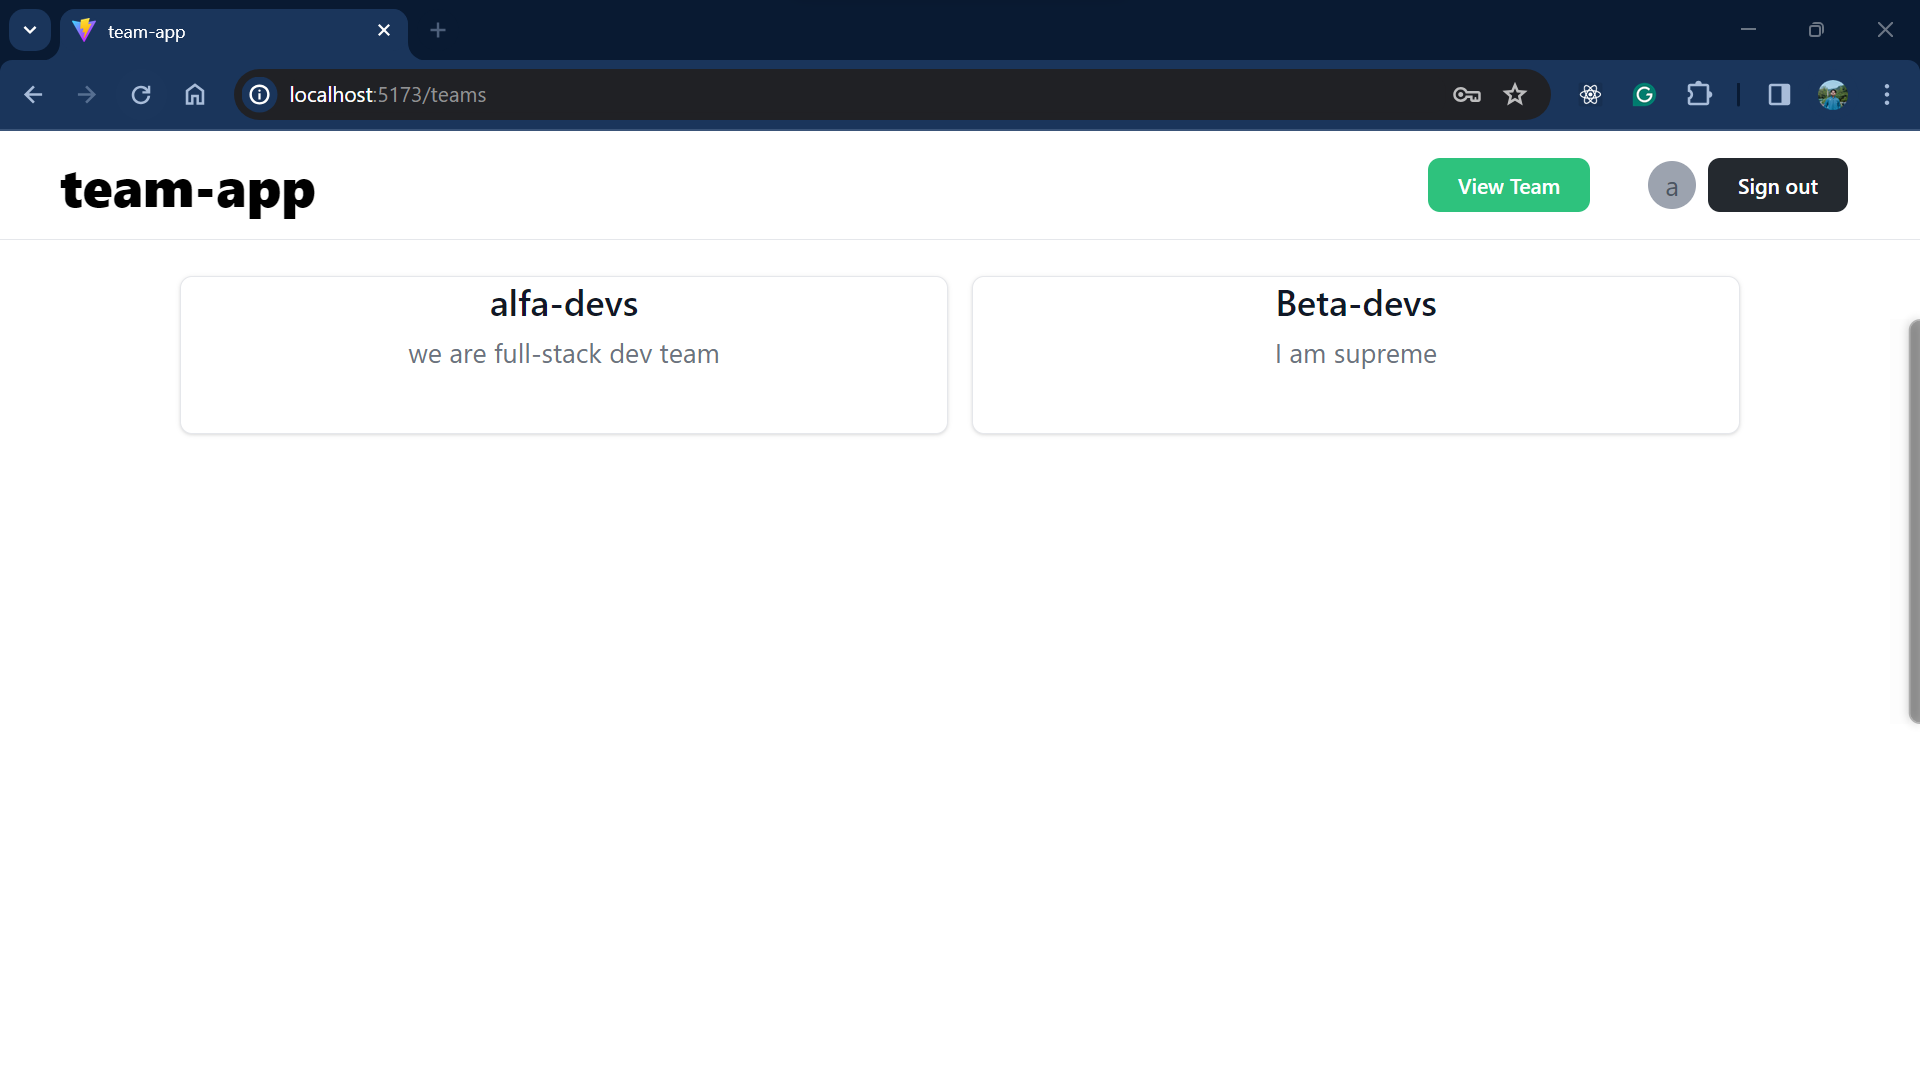 team-app
localhost:5173/teams
team-app
View Team
a
Sign out
alfa-devs
we are full-stack dev team
Beta-devs
I am supreme